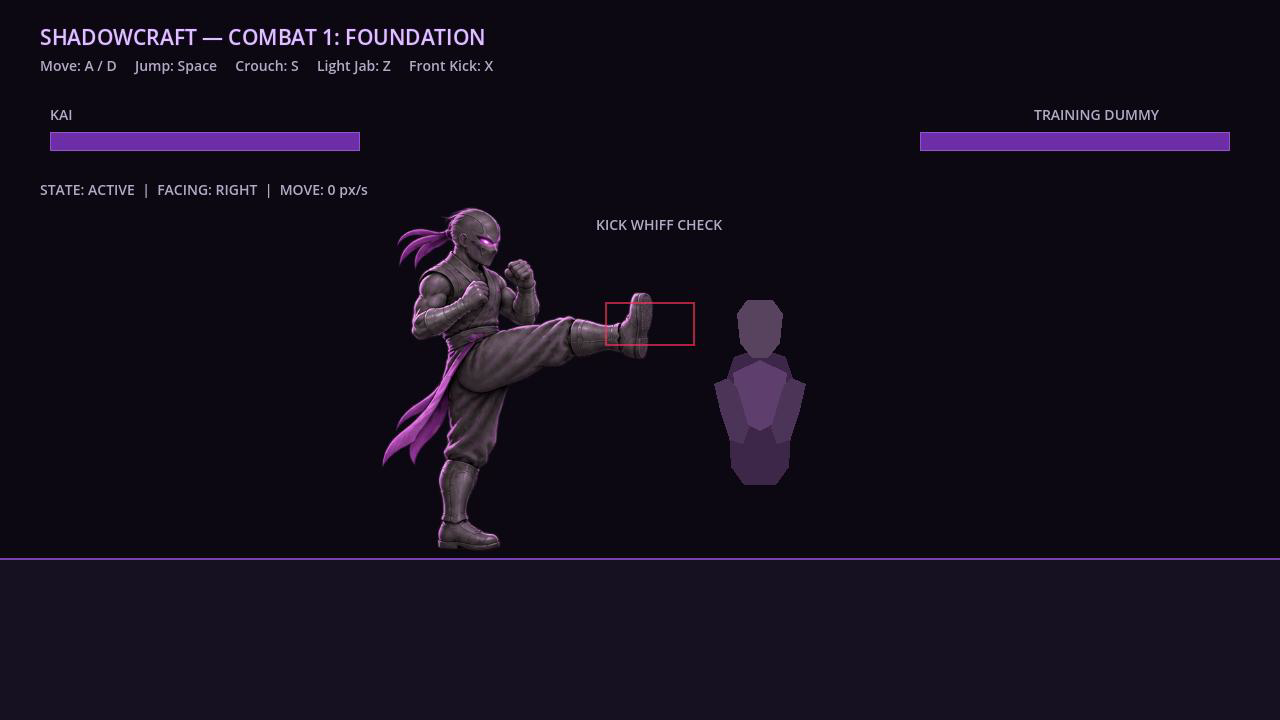 SHADOWCRAFT — COMBAT 1: FOUNDATION
Move: A / D Jump: Space Crouch: S Light Jab: Z Front Kick: X
KAI
TRAINING DUMMY
STATE: ACTIVE | FACING: RIGHT | MOVE: 0 px/s
KICK WHIFF CHECK